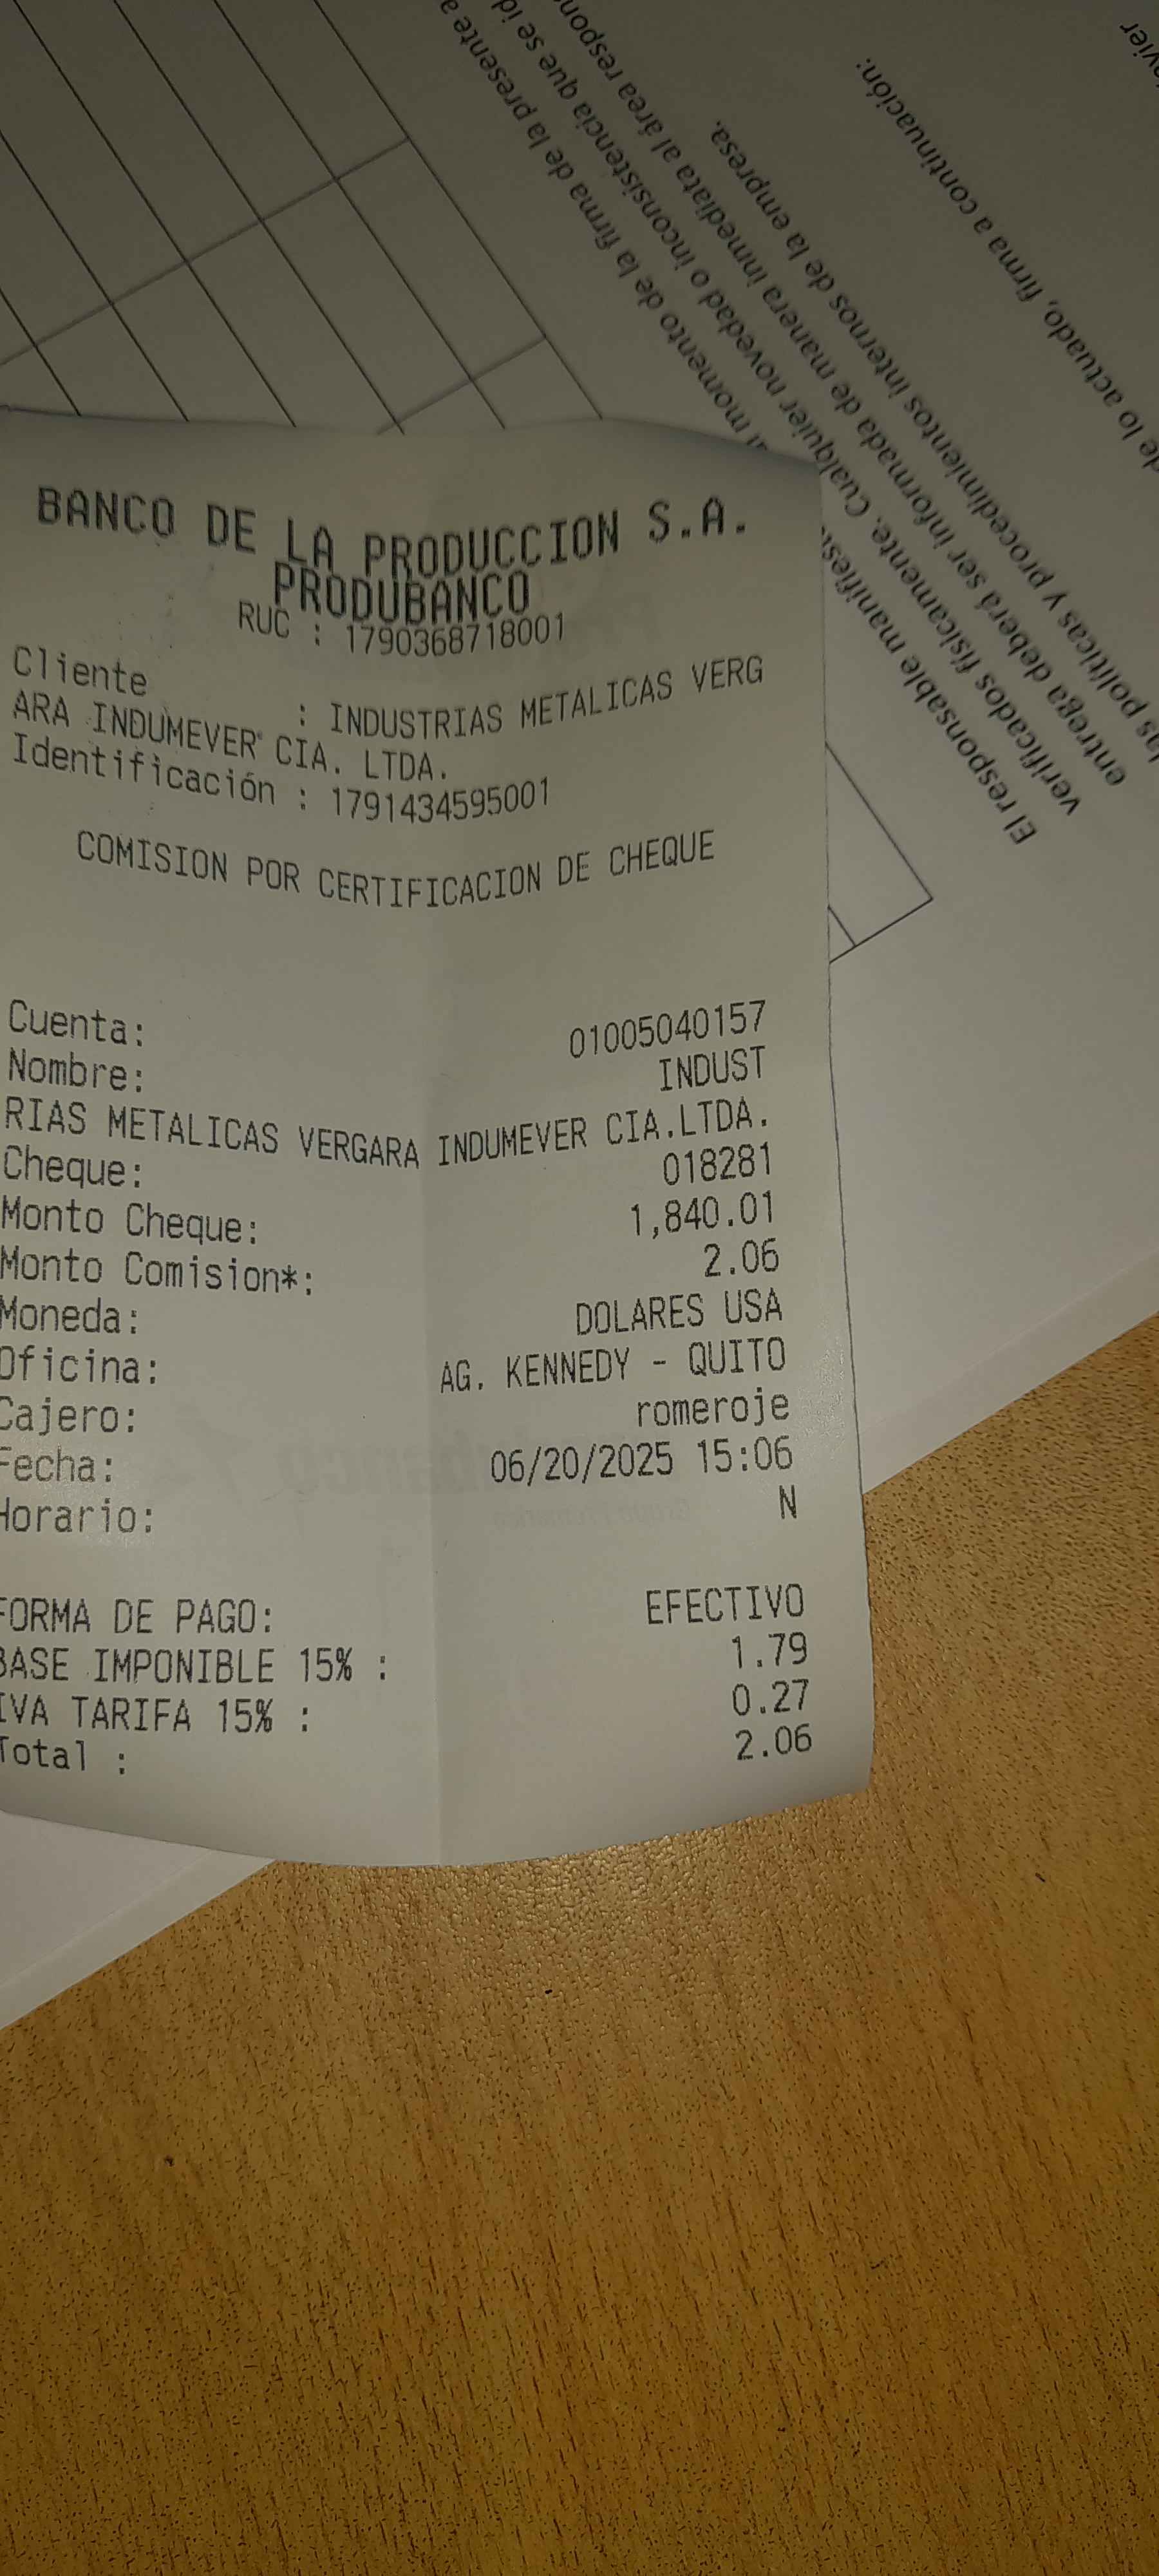 BANCO DE LA PRODUCCION S.A.
PRODUBANCO
RUC : 1790368718001
Cliente : INDUSTRIAS METALICAS VERG
ARA INDUMEVER CIA. LTDA.
Identificación : 1791434595001
COMISION POR CERTIFICACION DE CHEQUE
Cuenta: 01005040157
Nombre: INDUST
RIAS METALICAS VERGARA INDUMEVER CIA.LTDA.
Cheque: 018281
Monto Cheque: 1,840.01
Monto Comision*: 2.06
Moneda: DOLARES USA
Oficina: AG. KENNEDY - QUITO
Cajero: romeroje
Fecha: 06/20/2025 15:06
Horario: N
FORMA DE PAGO: EFECTIVO
BASE IMPONIBLE 15% : 1.79
IVA TARIFA 15% : 0.27
Total : 2.06
El responsable momento de la firma de la presente
verificados físicamente. Cualquier novedad o inconsistencia que se
entrega deberá ser informada de manera inmediata al área
las políticas y procedimientos internos de la empresa.
de lo actuado, firma a continuación: